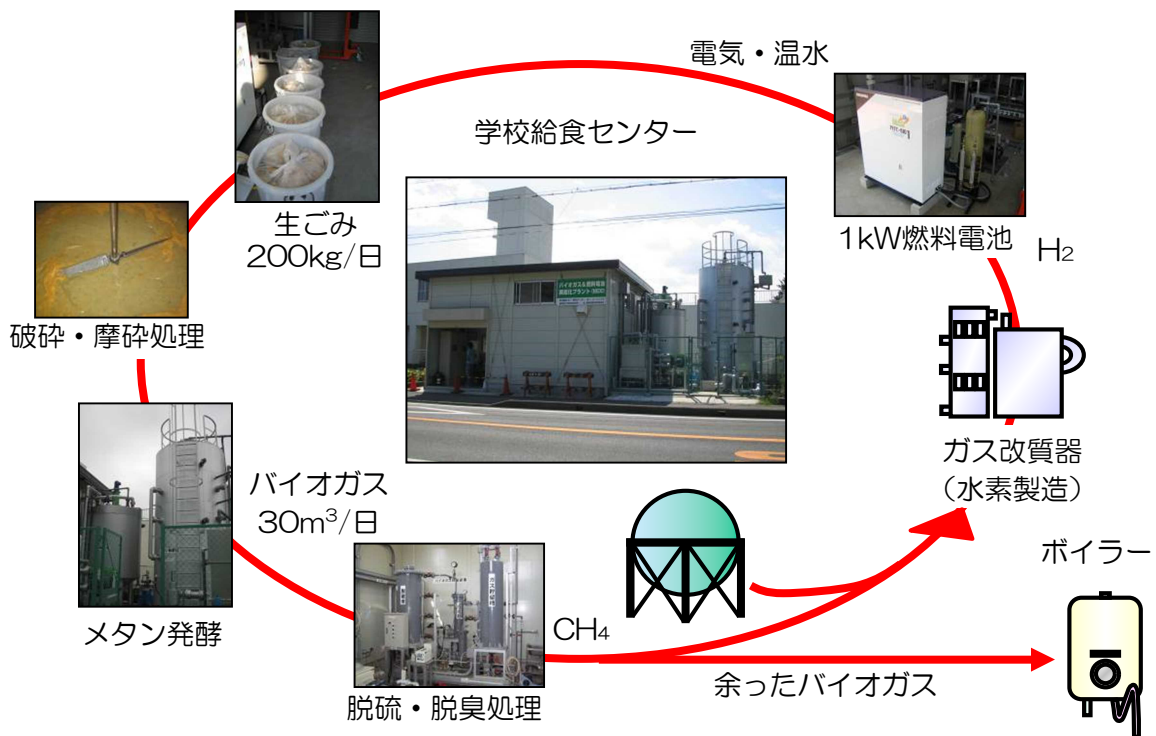 電気・温水
学校給食センター
生ごみ
200kg/日
1kW燃料電池
H₂
破砕・摩砕処理
ガス改質器
(水素製造)
バイオガス
30m³/日
ボイラー
メタン発酵
CH₄
余ったバイオガス
脱硫・脱臭処理